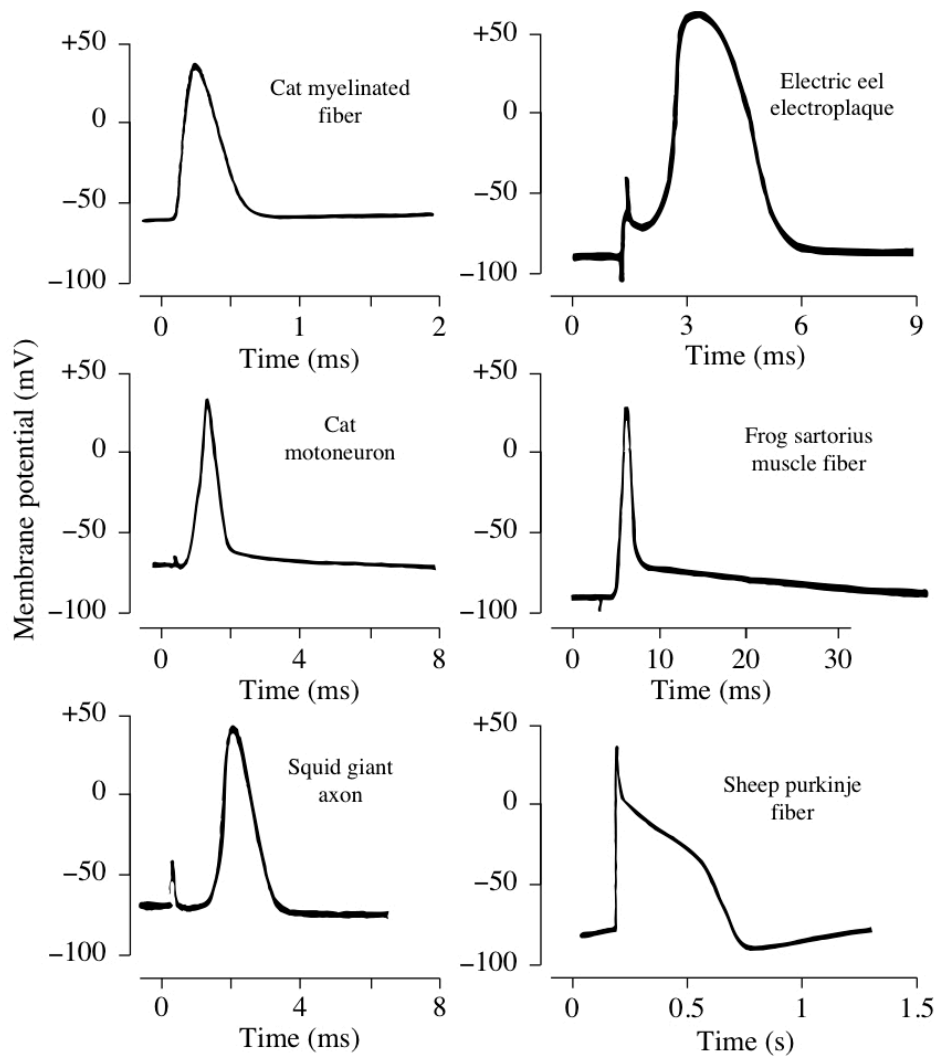 Membrane potential (mV)
+50
0
−50
−100
Cat myelinated
fiber
0
1
2
Time (ms)
+50
0
−50
−100
Electric eel
electroplaque
0
3
6
9
Time (ms)
+50
0
−50
−100
Cat
motoneuron
0
4
8
Time (ms)
+50
0
−50
−100
Frog sartorius
muscle fiber
0
10
20
30
Time (ms)
+50
0
−50
−100
Squid giant
axon
0
2
4
6
8
Time (ms)
+50
0
−50
−100
Sheep purkinje
fiber
0
0.5
1
1.5
Time (s)